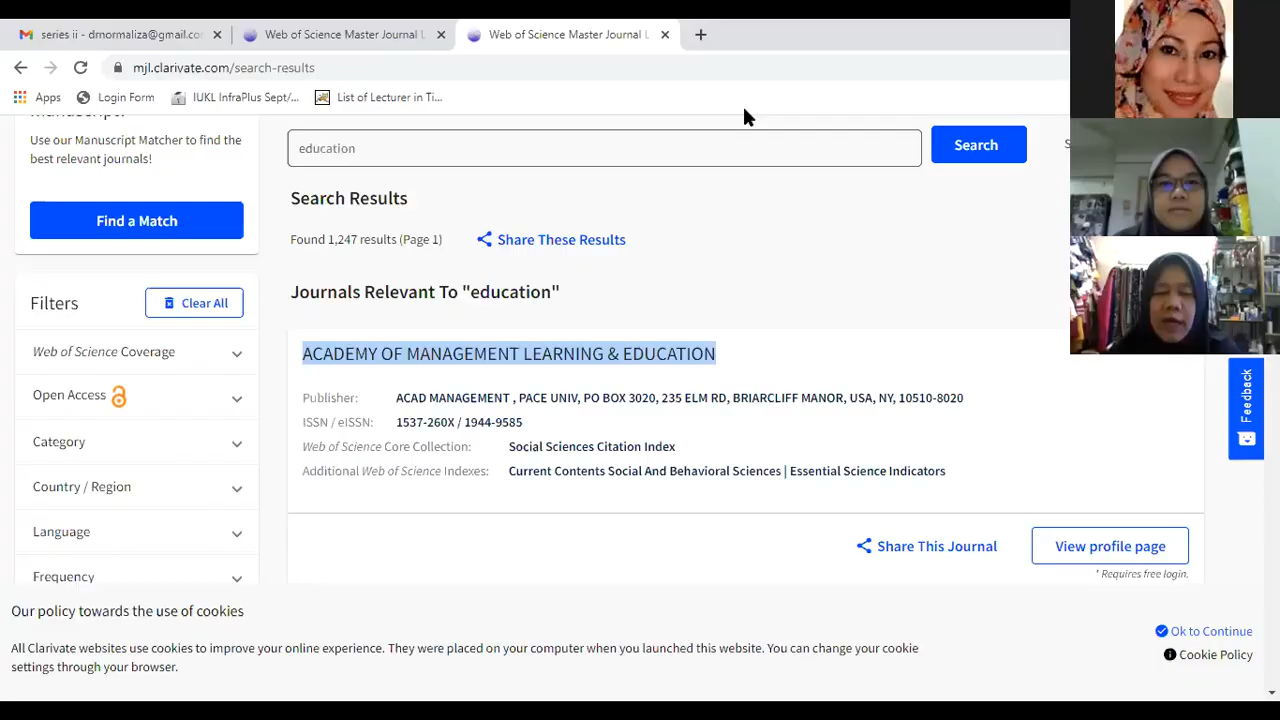 series ii - drnormaliza@gmail.co
Web of Science Master Journal L
Web of Science Master Journal L
mjl.clarivate.com/search-results
Apps
Login Form
IUKL InfraPlus Sept/...
List of Lecturer in Ti...
Use our Manuscript Matcher to find the
best relevant journals!
Find a Match
education
Search
Search Results
Found 1,247 results (Page 1)
Share These Results
Filters
Clear All
Journals Relevant To "education"
Web of Science Coverage
Open Access
Category
Country / Region
Language
Frequency
ACADEMY OF MANAGEMENT LEARNING & EDUCATION
Publisher: ACAD MANAGEMENT , PACE UNIV, PO BOX 3020, 235 ELM RD, BRIARCLIFF MANOR, USA, NY, 10510-8020
ISSN / eISSN: 1537-260X / 1944-9585
Web of Science Core Collection: Social Sciences Citation Index
Additional Web of Science Indexes: Current Contents Social And Behavioral Sciences | Essential Science Indicators
Share This Journal
View profile page
* Requires free login.
Feedback
Our policy towards the use of cookies
All Clarivate websites use cookies to improve your online experience. They were placed on your computer when you launched this website. You can change your cookie
settings through your browser.
Ok to Continue
Cookie Policy